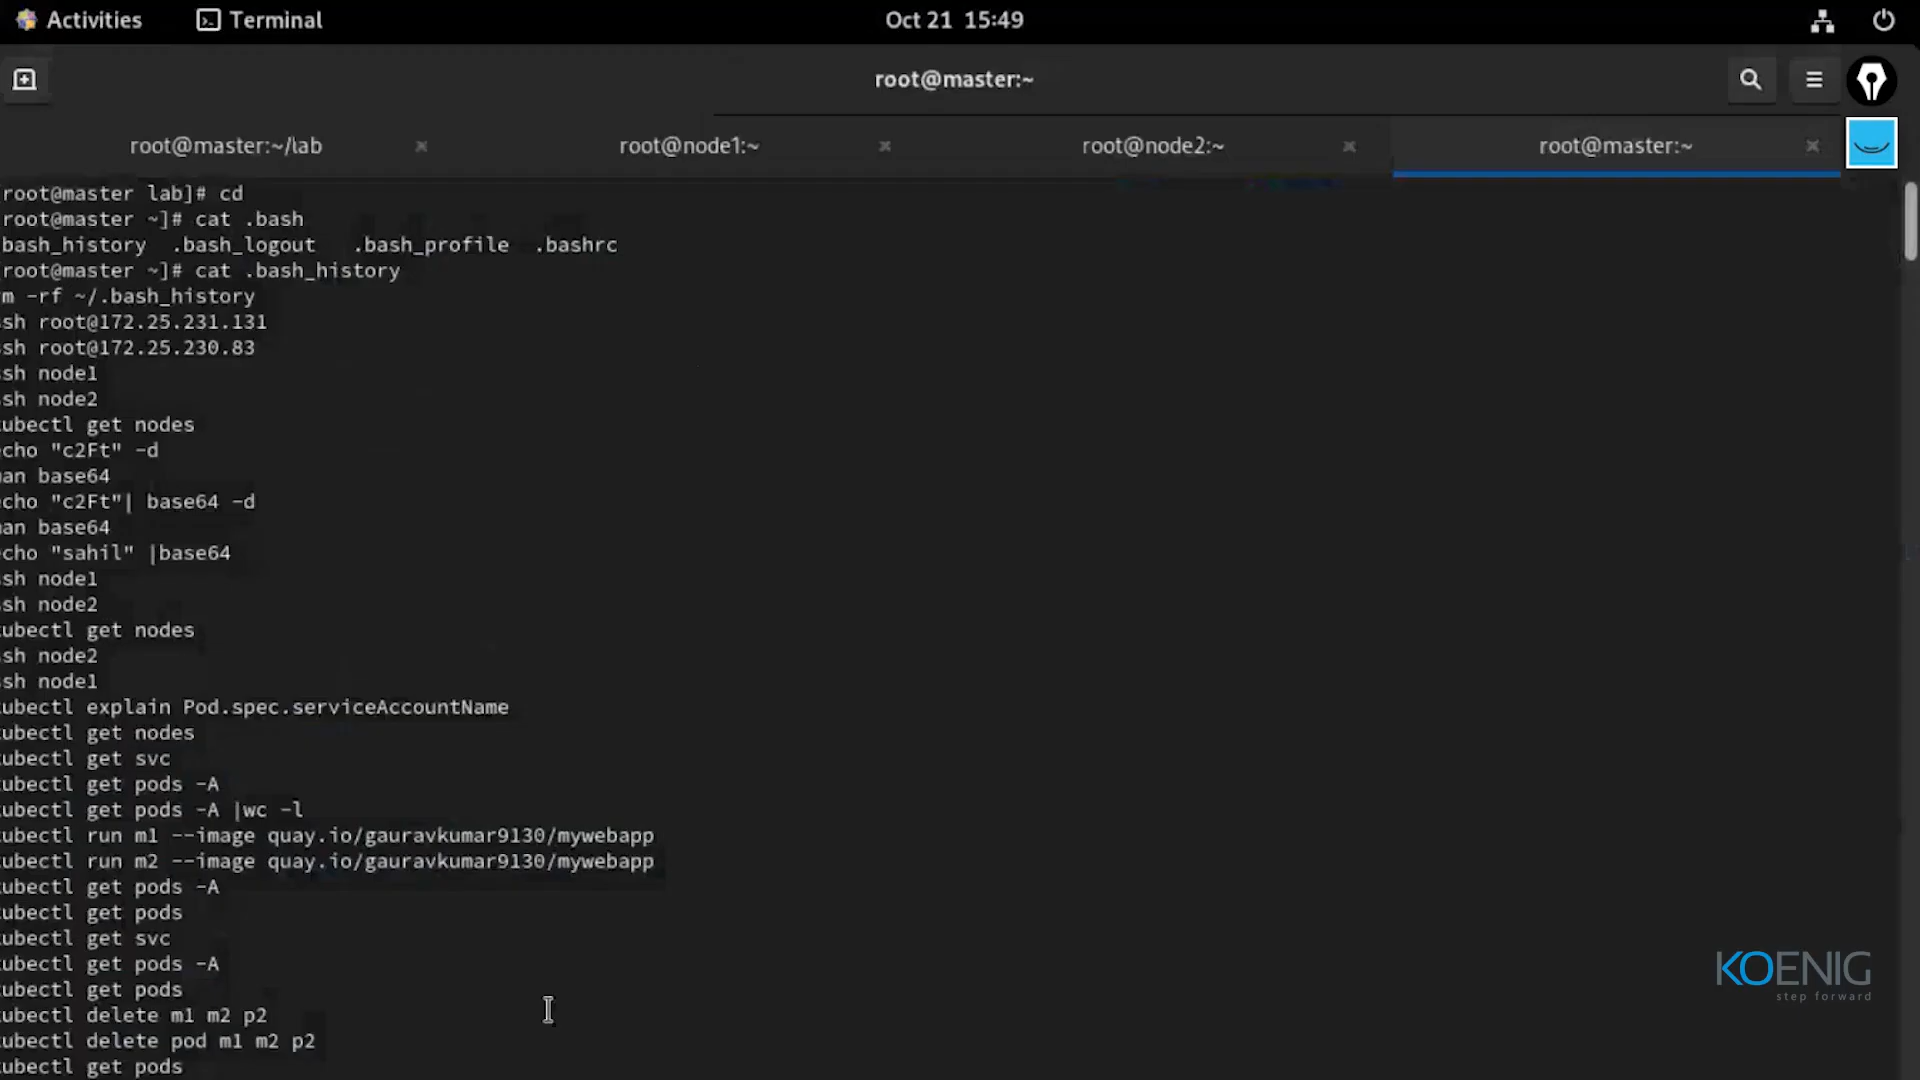 Activities
Terminal
Oct 21 15:49
root@master:~
root@master:~/lab
root@node1:~
root@node2:~
root@master:~
[root@master lab]# cd
[root@master ~]# cat .bash
bash_history .bash_logout .bash_profile .bashrc
[root@master ~]# cat .bash_history
m -rf ~/.bash_history
sh root@172.25.231.131
sh root@172.25.230.83
sh node1
sh node2
ubectl get nodes
cho "c2Ft" -d
an base64
cho "c2Ft"| base64 -d
an base64
cho "sahil" |base64
sh node1
sh node2
ubectl get nodes
sh node2
sh node1
ubectl explain Pod.spec.serviceAccountName
ubectl get nodes
ubectl get svc
ubectl get pods -A
ubectl get pods -A |wc -l
ubectl run m1 --image quay.io/gauravkumar9130/mywebapp
ubectl run m2 --image quay.io/gauravkumar9130/mywebapp
ubectl get pods -A
ubectl get pods
ubectl get svc
ubectl get pods -A
ubectl get pods
ubectl delete m1 m2 p2
ubectl delete pod m1 m2 p2
ubectl get pods
KOENIG
step forward